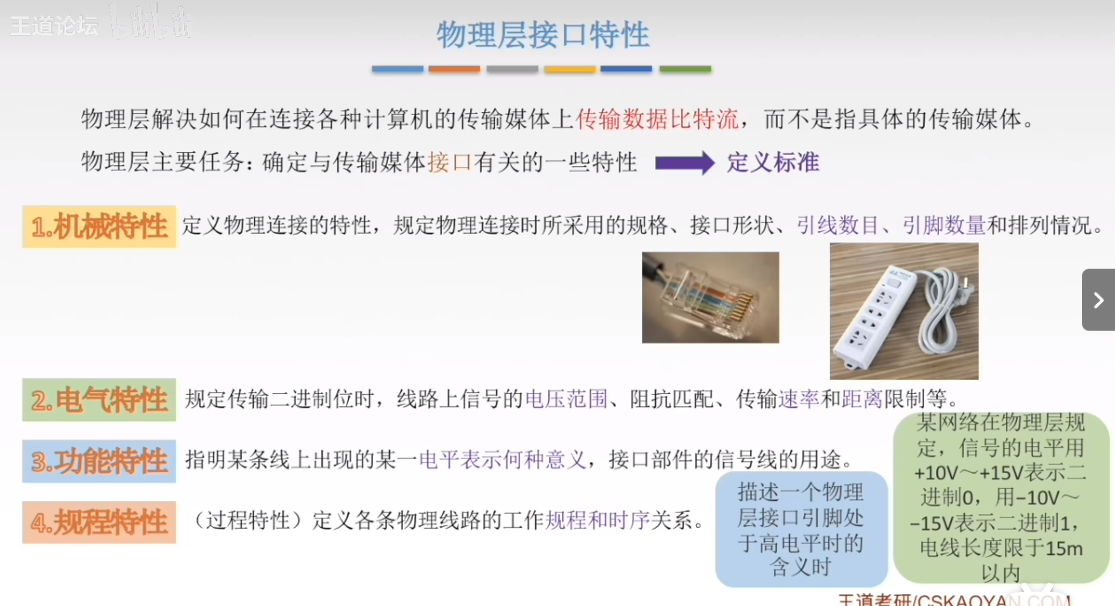 王道论坛
物理层接口特性
物理层解决如何在连接各种计算机的传输媒体上传输数据比特流，而不是指具体的传输媒体。
物理层主要任务：确定与传输媒体接口有关的一些特性 定义标准
1.机械特性 定义物理连接的特性，规定物理连接时所采用的规格、接口形状、引线数目、引脚数量和排列情况。
2.电气特性 规定传输二进制位时，线路上信号的电压范围、阻抗匹配、传输速率和距离限制等。
3.功能特性 指明某条线上出现的某一电平表示何种意义，接口部件的信号线的用途。
4.规程特性 （过程特性）定义各条物理线路的工作规程和时序关系。
描述一个物理
层接口引脚处
于高电平时的
含义时
某网络在物理层规
定，信号的电平用
+10V～+15V表示二
进制0，用−10V～
−15V表示二进制1，
电线长度限于15m
以内
王道考研/CSKAOYAN.COM